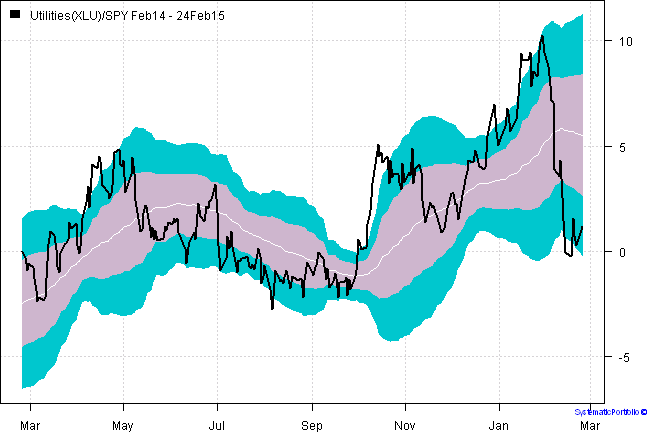 Utilities(XLU)/SPY Feb14 - 24Feb15
10
5
0
-5
Mar May Jul Sep Nov Jan Mar
SystematicPortfolio ©